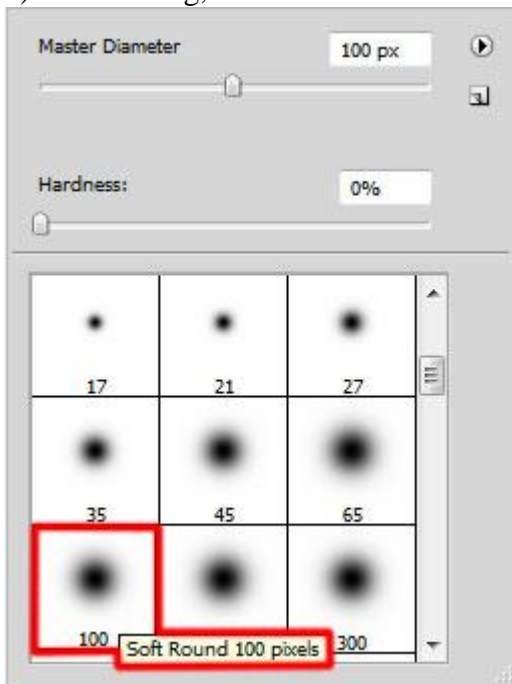 Master Diameter 100 px
Hardness: 0%
17 21 27
35 45 65
100 300
Soft Round 100 pixels